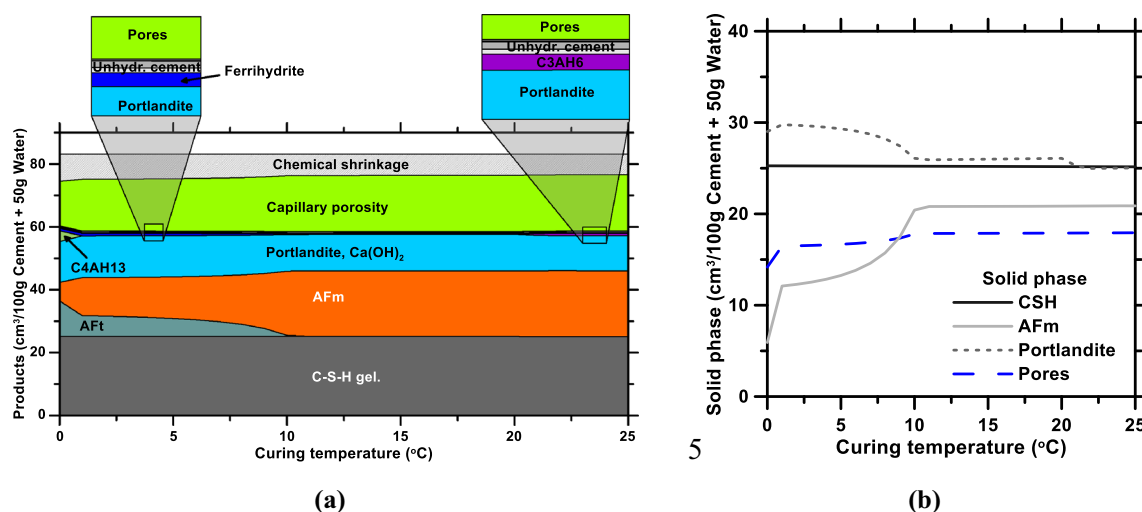 (a)
Pores
Unhydr. cement
Ferrihydrite
Portlandite
Pores
Unhydr. cement
C3AH6
Portlandite
Products (cm³/100g Cement + 50g Water)
80
60
40
20
0
Chemical shrinkage
Capillary porosity
C4AH13
Portlandite, Ca(OH)₂
AFm
AFt
C-S-H gel.
0 5 10 15 20 25
Curing temperature (ºC)
(a)
(b)
Solid phase (cm³/100g Cement + 50g Water)
40
30
20
10
0
Solid phase
CSH
AFm
Portlandite
Pores
0 5 10 15 20 25
Curing temperature (ºC)
5
(b)